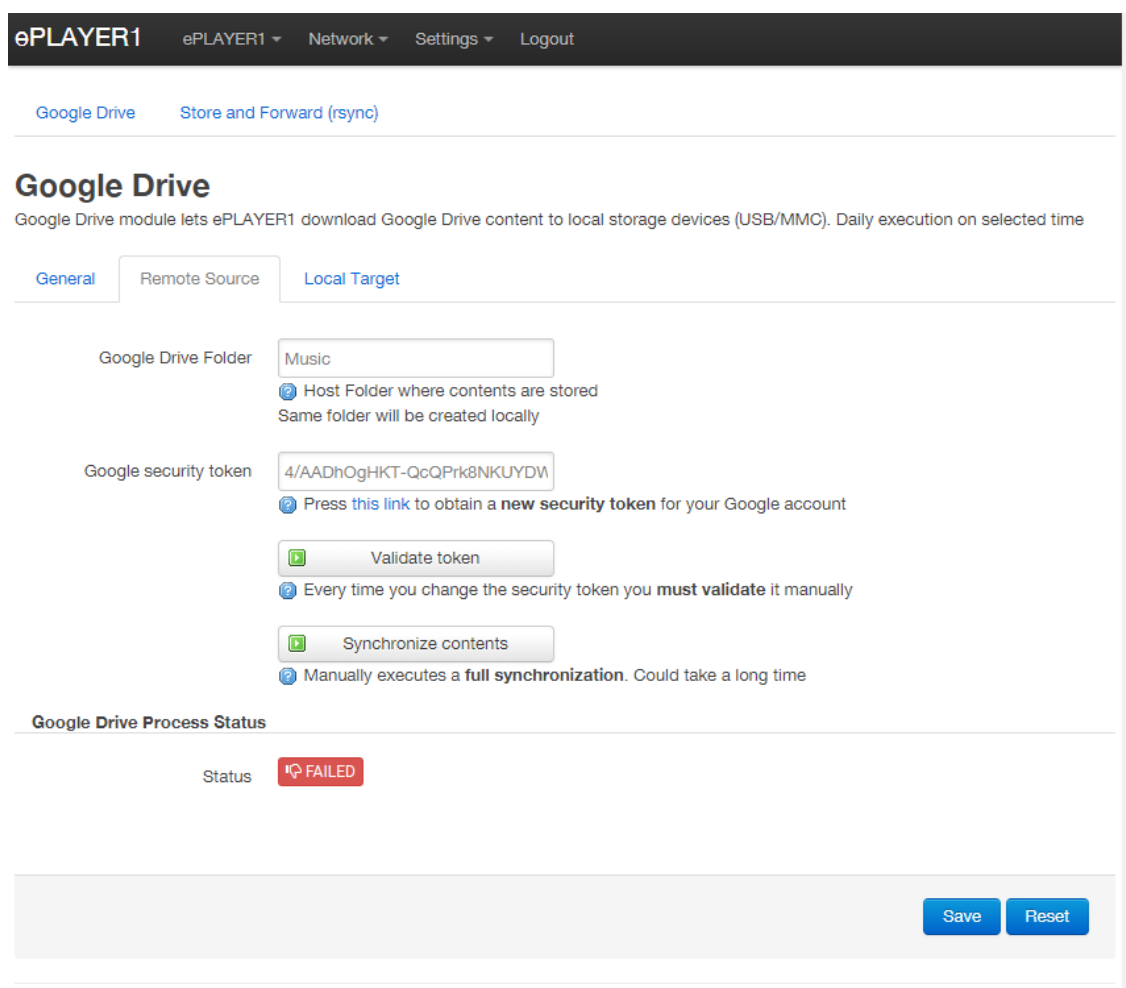 ePLAYER1 ePLAYER1 Network Settings Logout
Google Drive Store and Forward (rsync)
Google Drive
Google Drive module lets ePLAYER1 download Google Drive content to local storage devices (USB/MMC). Daily execution on selected time
General Remote Source Local Target
Google Drive Folder Music
Host Folder where contents are stored
Same folder will be created locally
Google security token 4/AADhOgHKT-QcQPrk8NKUYDW
Press this link to obtain a new security token for your Google account
Validate token
Every time you change the security token you must validate it manually
Synchronize contents
Manually executes a full synchronization. Could take a long time
Google Drive Process Status
Status FAILED
Save Reset